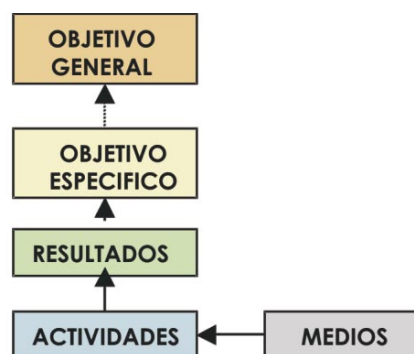 OBJETIVO
GENERAL
OBJETIVO
ESPECIFICO
RESULTADOS
ACTIVIDADES
MEDIOS